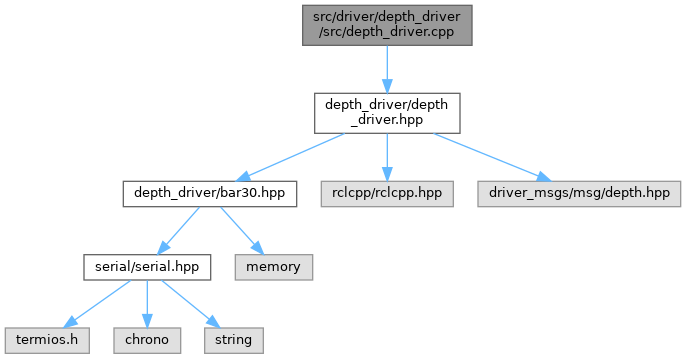 src/driver/depth_driver
/src/depth_driver.cpp
depth_driver/depth
_driver.hpp
depth_driver/bar30.hpp
rclcpp/rclcpp.hpp
driver_msgs/msg/depth.hpp
serial/serial.hpp
memory
termios.h
chrono
string